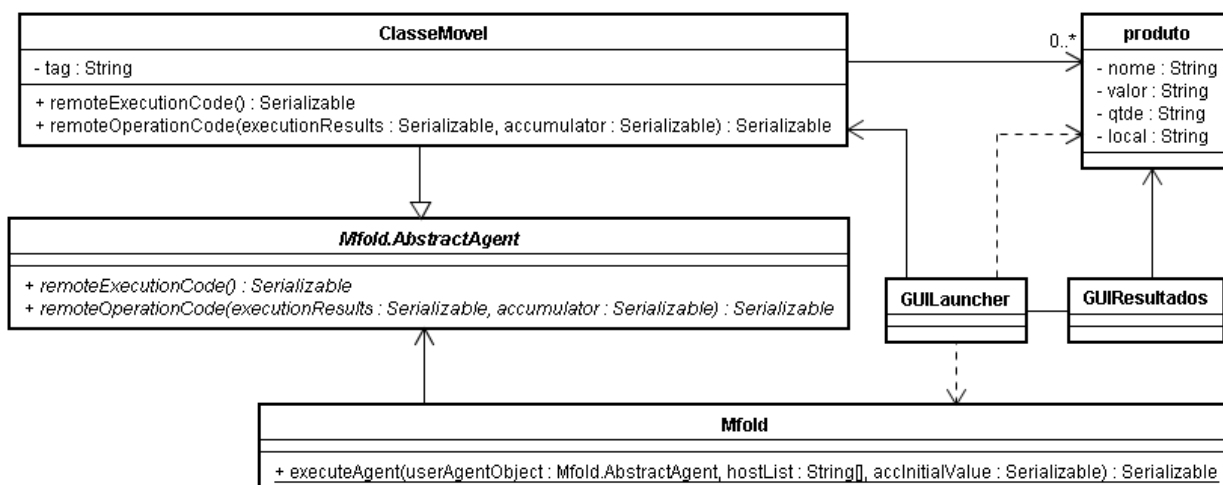 ClasseMovel
- tag : String
+ remoteExecutionCode() : Serializable
+ remoteOperationCode(executionResults : Serializable, accumulator : Serializable) : Serializable
0..*
produto
- nome : String
- valor : String
- qtde : String
- local : String
Mfold.AbstractAgent
+ remoteExecutionCode() : Serializable
+ remoteOperationCode(executionResults : Serializable, accumulator : Serializable) : Serializable
GUILauncher
GUIResultados
Mfold
+ executeAgent(userAgentObject : Mfold.AbstractAgent, hostList : String[], accInitialValue : Serializable) : Serializable